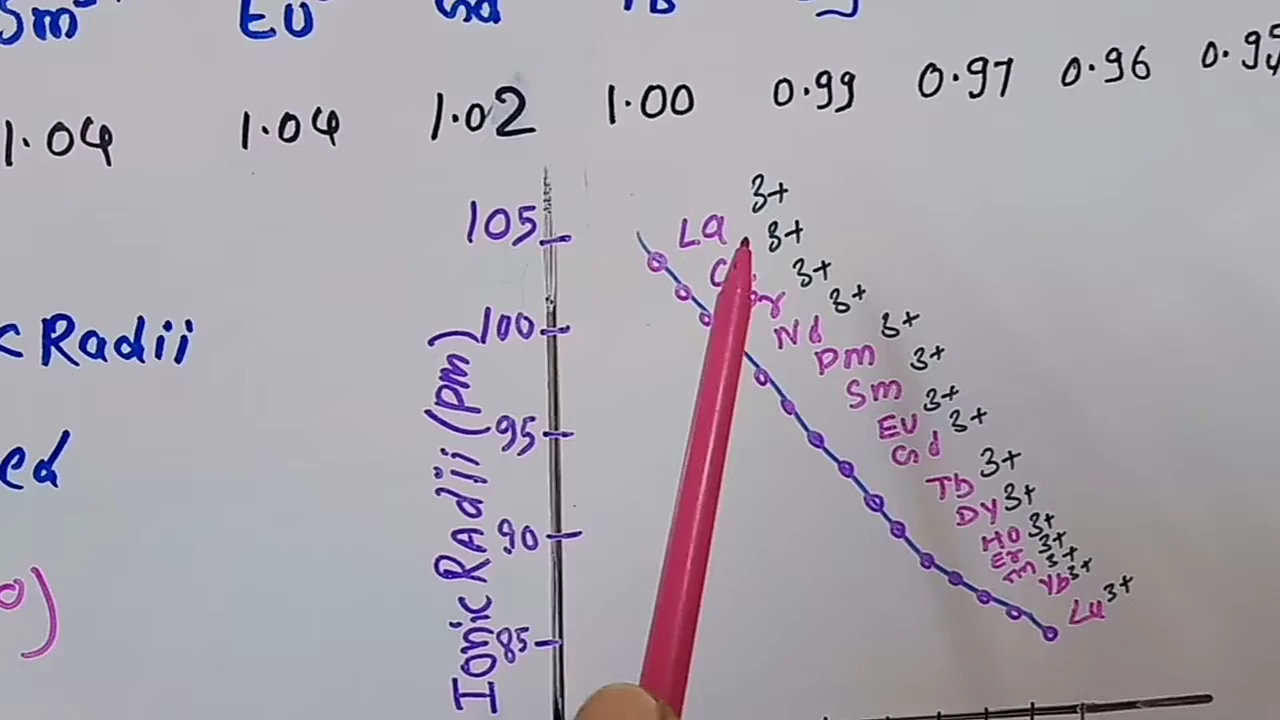 Sm Eu Gd Tb
1.04 1.04 1.02 1.00 0.99 0.97 0.96
105
100
95
90
85
Ionic Radii (pm)
c Radii
ed
La 3+
3+
3+
Nd 3+
Pm 3+
Sm 3+
Eu 3+
Gd 3+
Tb 3+
Dy 3+
Ho 3+
Er 3+
Tm 3+
Yb 3+
Lu 3+